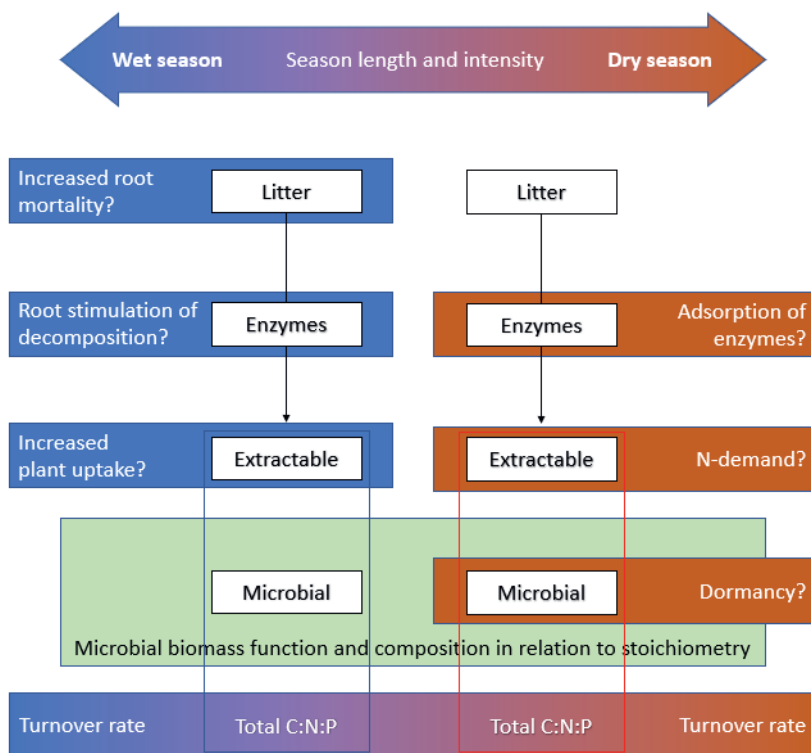 Wet season Season length and intensity Dry season
Increased root
mortality?
Litter
Litter
Root stimulation of
decomposition?
Enzymes
Enzymes
Adsorption of
enzymes?
Increased
plant uptake?
Extractable
Extractable
N-demand?
Microbial
Microbial
Dormancy?
Microbial biomass function and composition in relation to stoichiometry
Turnover rate Total C:N:P Total C:N:P Turnover rate